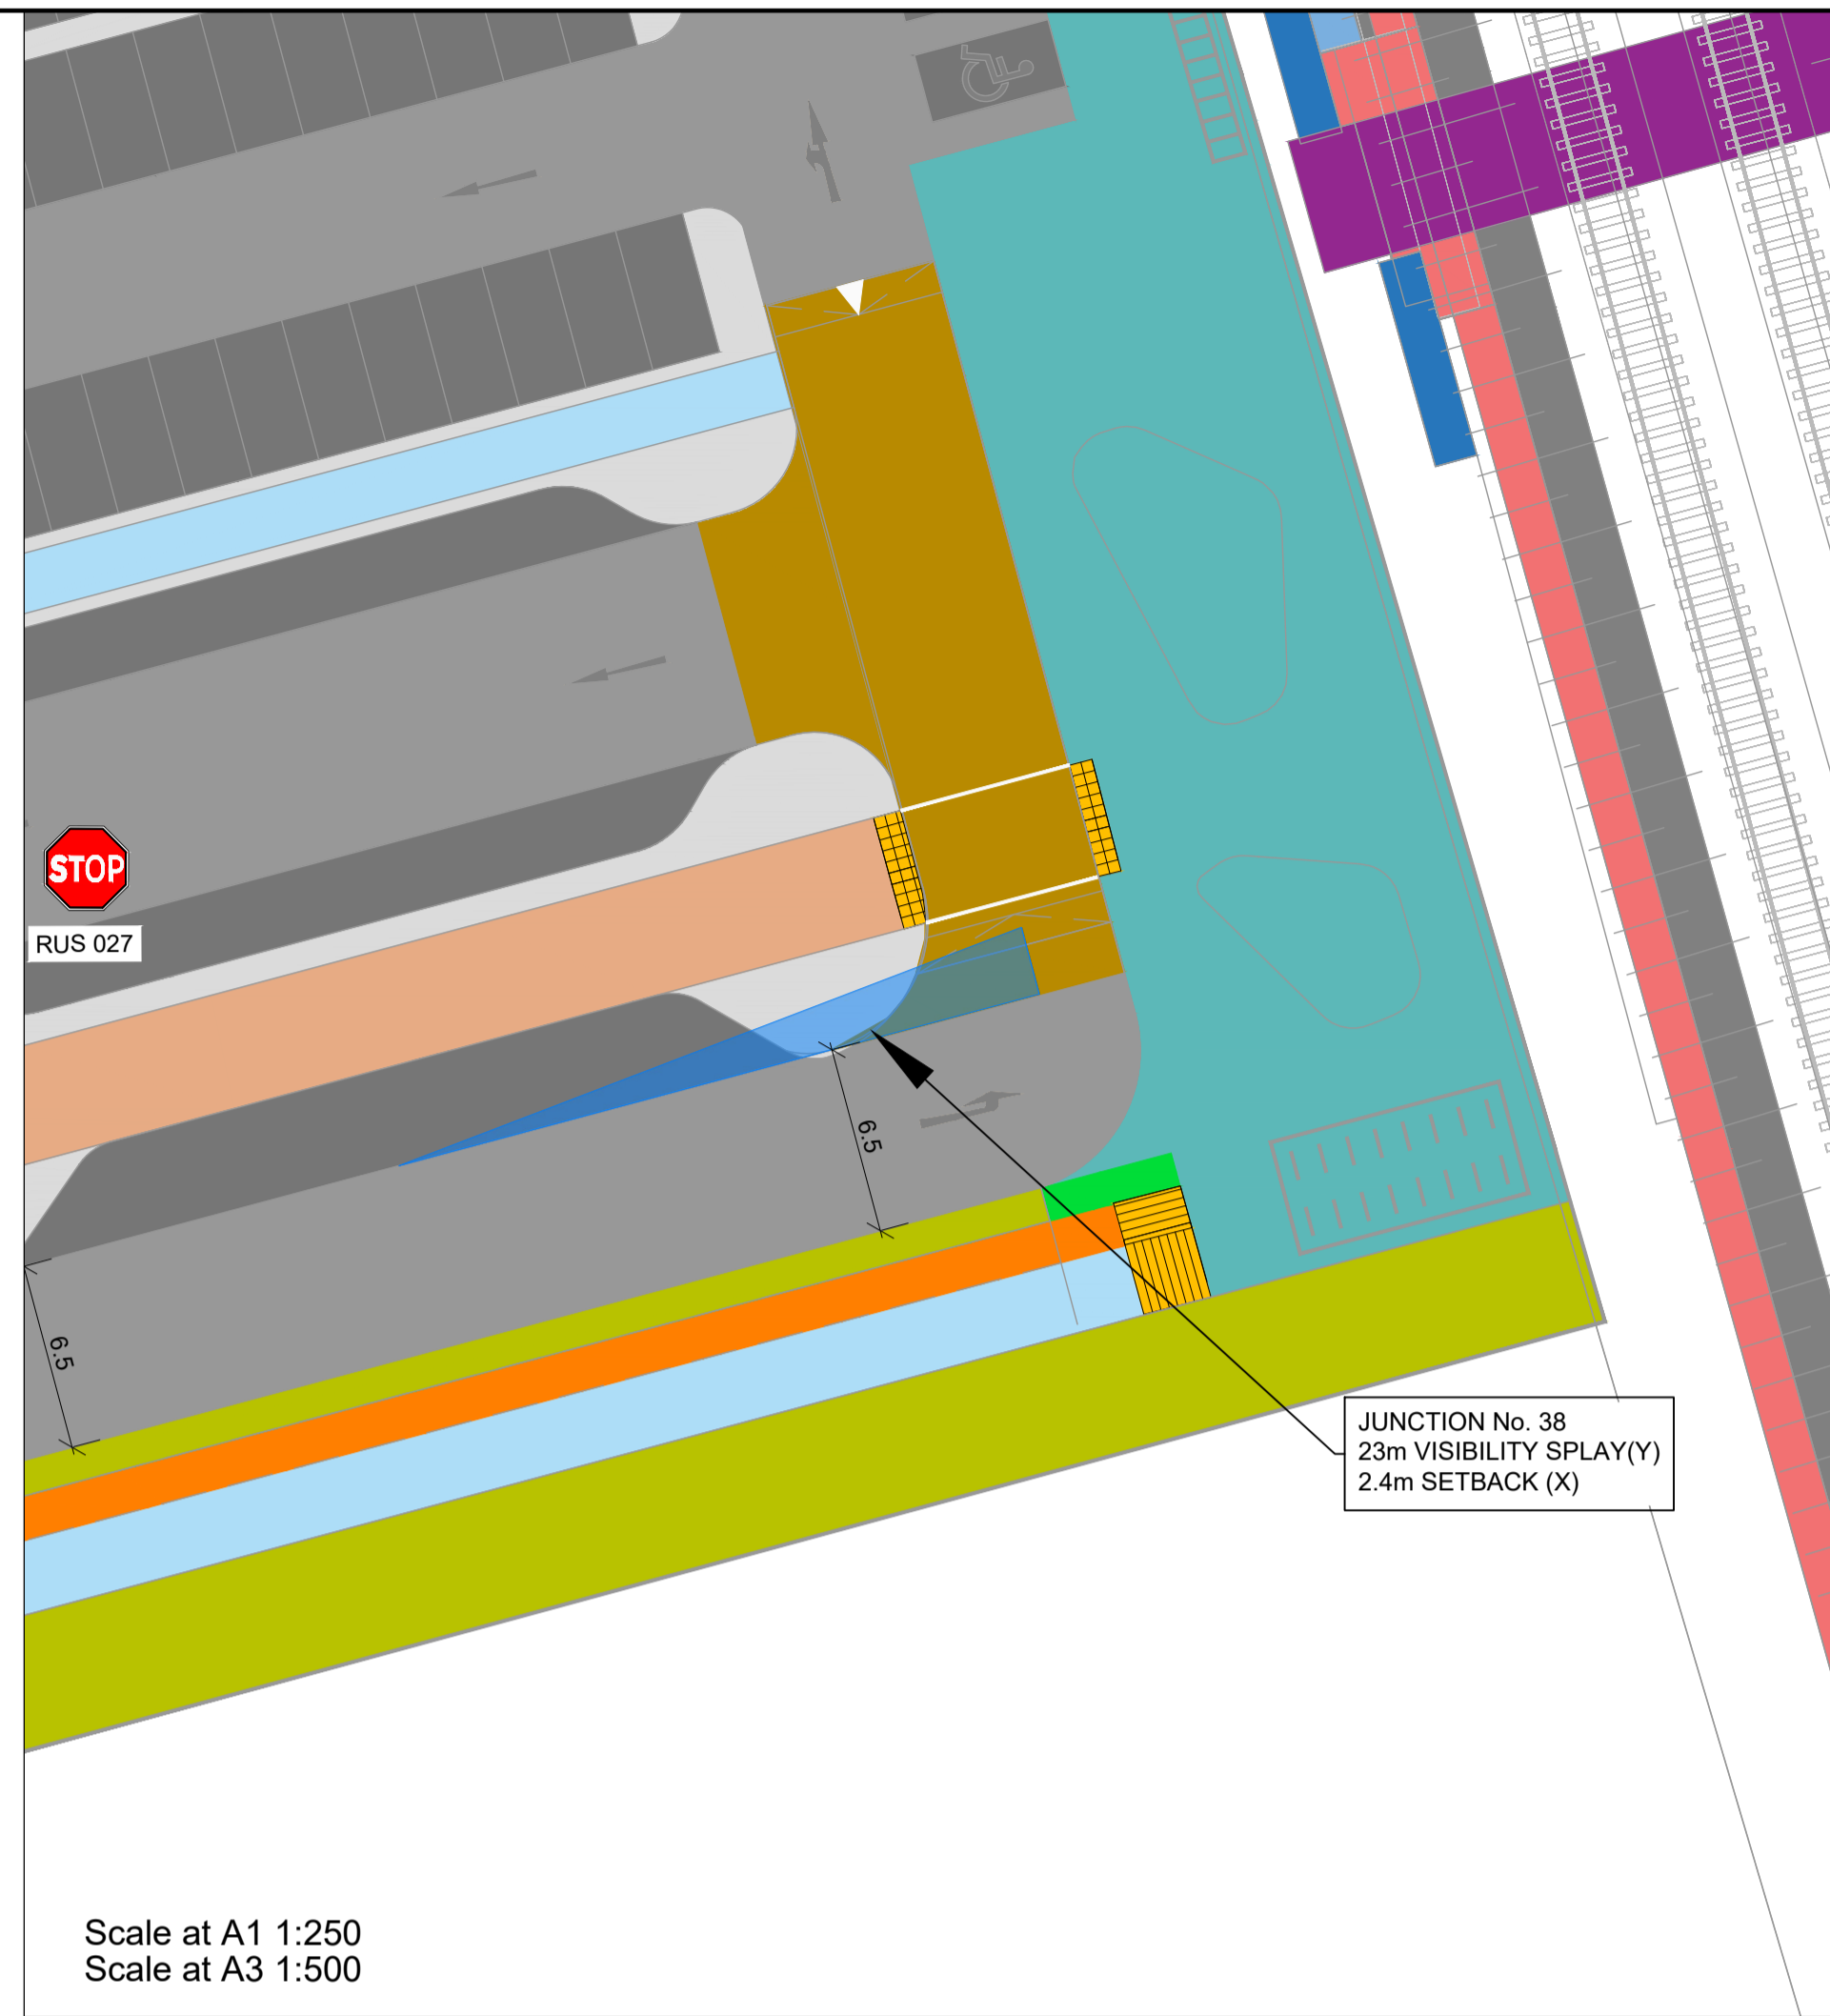 STOP
RUS 027
6.5
6.5
JUNCTION No. 38
23m VISIBILITY SPLAY(Y)
2.4m SETBACK (X)
Scale at A1 1:250
Scale at A3 1:500